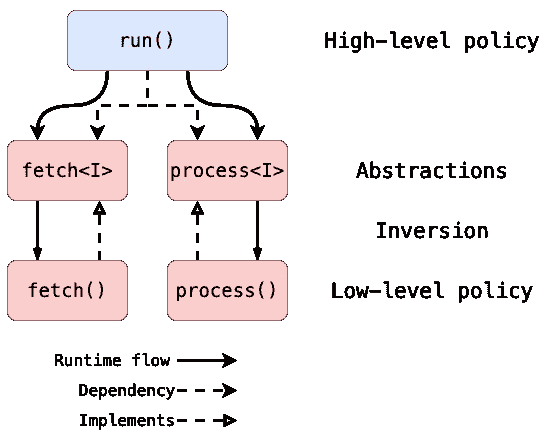 run() High-level policy
fetch<I> process<I> Abstractions
Inversion
fetch() process() Low-level policy
Runtime flow
Dependency
Implements